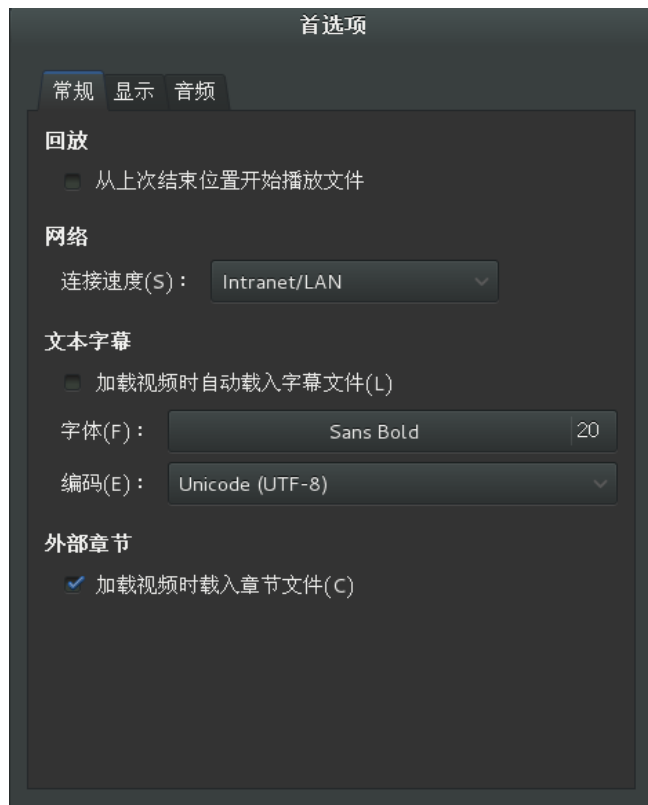 首选项
常规 显示 音频
回放
从上次结束位置开始播放文件
网络
连接速度(S)： Intranet/LAN
文本字幕
加载视频时自动载入字幕文件(L)
字体(F)： Sans Bold 20
编码(E)： Unicode (UTF-8)
外部章节
加载视频时载入章节文件(C)